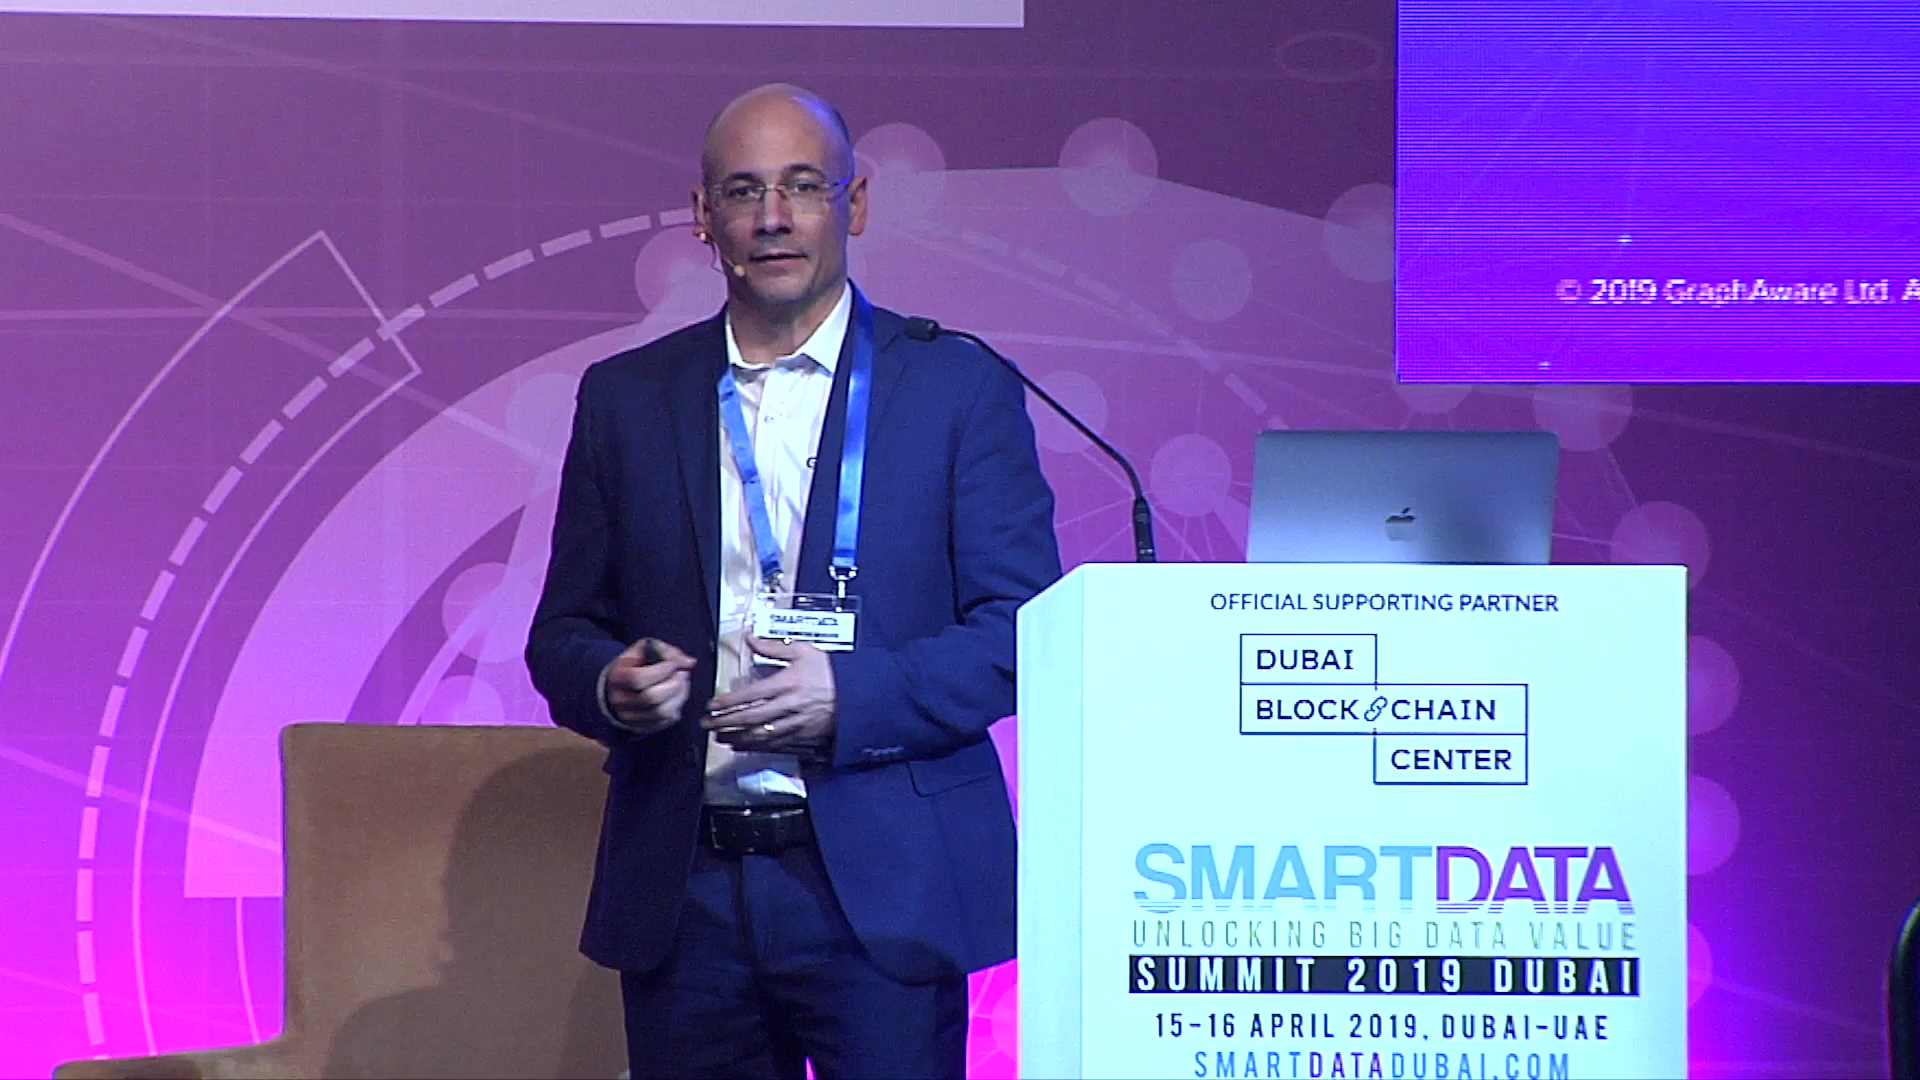 © 2019 GraphAware Ltd. A
SMARTDATA
OFFICIAL SUPPORTING PARTNER
DUBAI
BLOCK CHAIN
CENTER
SMARTDATA
UNLOCKING BIG DATA VALUE
SUMMIT 2019 DUBAI
15-16 APRIL 2019, DUBAI-UAE
SMARTDATADUBAI.COM